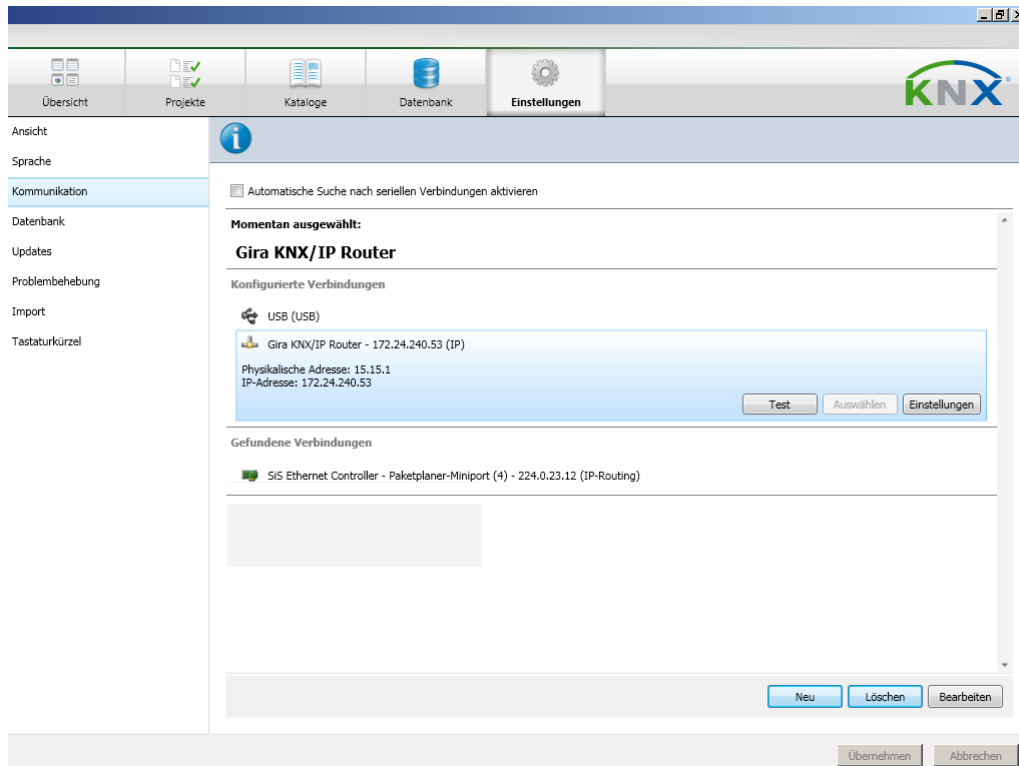 Übersicht
Projekte
Kataloge
Datenbank
Einstellungen
KNX
®
Ansicht
Sprache
Kommunikation
Datenbank
Updates
Problembehebung
Import
Tastaturkürzel
Automatische Suche nach seriellen Verbindungen aktivieren
Momentan ausgewählt:
Gira KNX/IP Router
Konfigurierte Verbindungen
USB (USB)
Gira KNX/IP Router - 172.24.240.53 (IP)
Physikalische Adresse: 15.15.1
IP-Adresse: 172.24.240.53
Test
Auswählen
Einstellungen
Gefundene Verbindungen
SiS Ethernet Controller - Paketplaner-Miniport (4) - 224.0.23.12 (IP-Routing)
Neu
Löschen
Bearbeiten
Übernehmen
Abbrechen